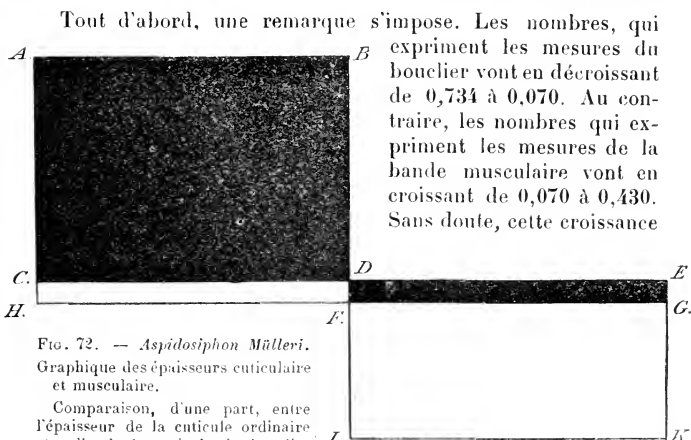 Tout d'abord, une remarque s'impose. Les nombres, qui
expriment les mesures du
bouclier vont en décroissant
de 0,734 à 0,070. Au con-
traire, les nombres qui ex-
priment les mesures de la
bande musculaire vont en
croissant de 0,070 à 0,430.
Sans doute, cette croissance
A.
B
C.
D
E
H.
F.
G.
FIG. 72. — Aspidosiphon Mülleri.
Graphique des épaisseurs cuticulaire
et musculaire.
Comparaison, d'une part, entre
l'épaisseur de la cuticule ordinaire